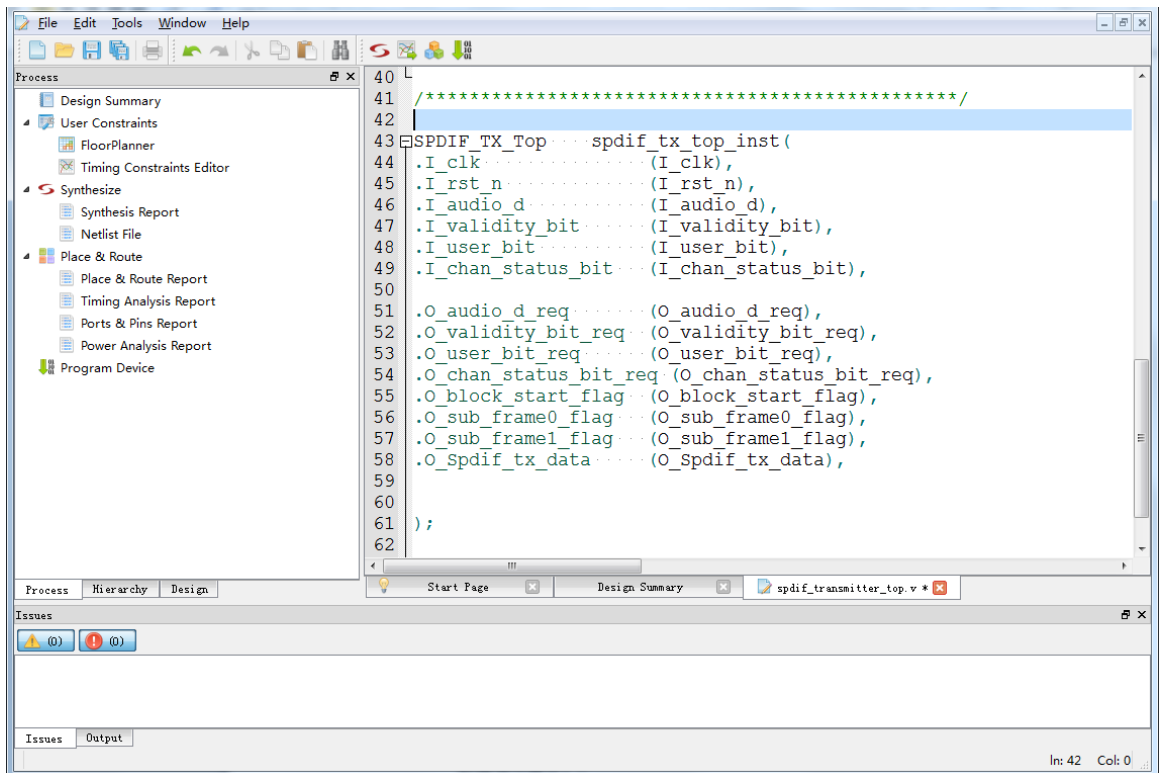 File Edit Tools Window Help
Process
Design Summary
User Constraints
FloorPlanner
Timing Constraints Editor
Synthesize
Synthesis Report
Netlist File
Place & Route
Place & Route Report
Timing Analysis Report
Ports & Pins Report
Power Analysis Report
Program Device
Process Hierarchy Design
40
41 /************************************************/
42
43 SPDIF_TX_Top spdif_tx_top_inst(
44 .I_clk (I_clk),
45 .I_rst_n (I_rst_n),
46 .I_audio_d (I_audio_d),
47 .I_validity_bit (I_validity_bit),
48 .I_user_bit (I_user_bit),
49 .I_chan_status_bit (I_chan_status_bit),
50
51 .O_audio_d_req (O_audio_d_req),
52 .O_validity_bit_req (O_validity_bit_req),
53 .O_user_bit_req (O_user_bit_req),
54 .O_chan_status_bit_req (O_chan_status_bit_req),
55 .O_block_start_flag (O_block_start_flag),
56 .O_sub_frame0_flag (O_sub_frame0_flag),
57 .O_sub_frame1_flag (O_sub_frame1_flag),
58 .O_Spdif_tx_data (O_Spdif_tx_data),
59
60
61 );
62
Start Page Design Summary spdif_transmitter_top.v *
Issues
(0) (0)
Issues Output
ln: 42 Col: 0